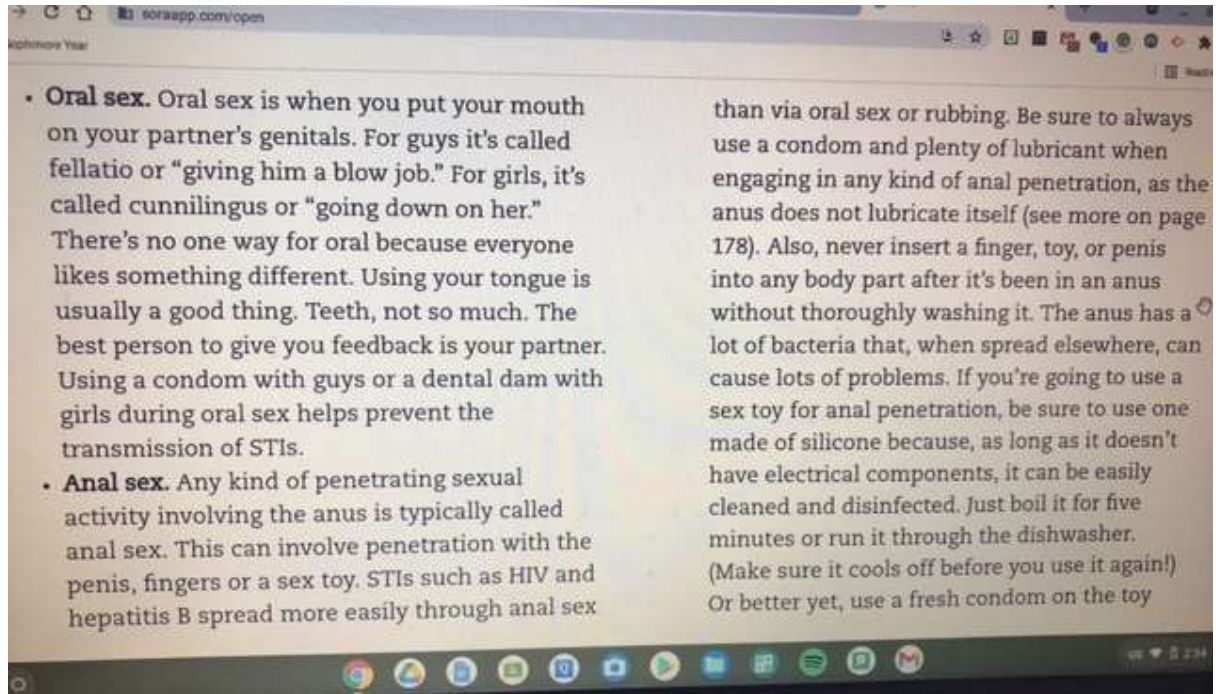 soraapp.com/open
Sophmore Year
• Oral sex. Oral sex is when you put your mouth
on your partner's genitals. For guys it's called
fellatio or "giving him a blow job." For girls, it's
called cunnilingus or "going down on her."
There's no one way for oral because everyone
likes something different. Using your tongue is
usually a good thing. Teeth, not so much. The
best person to give you feedback is your partner.
Using a condom with guys or a dental dam with
girls during oral sex helps prevent the
transmission of STIs.
• Anal sex. Any kind of penetrating sexual
activity involving the anus is typically called
anal sex. This can involve penetration with the
penis, fingers or a sex toy. STIs such as HIV and
hepatitis B spread more easily through anal sex
than via oral sex or rubbing. Be sure to always
use a condom and plenty of lubricant when
engaging in any kind of anal penetration, as the
anus does not lubricate itself (see more on page
178). Also, never insert a finger, toy, or penis
into any body part after it's been in an anus
without thoroughly washing it. The anus has a
lot of bacteria that, when spread elsewhere, can
cause lots of problems. If you're going to use a
sex toy for anal penetration, be sure to use one
made of silicone because, as long as it doesn't
have electrical components, it can be easily
cleaned and disinfected. Just boil it for five
minutes or run it through the dishwasher.
(Make sure it cools off before you use it again!)
Or better yet, use a fresh condom on the toy
2:34